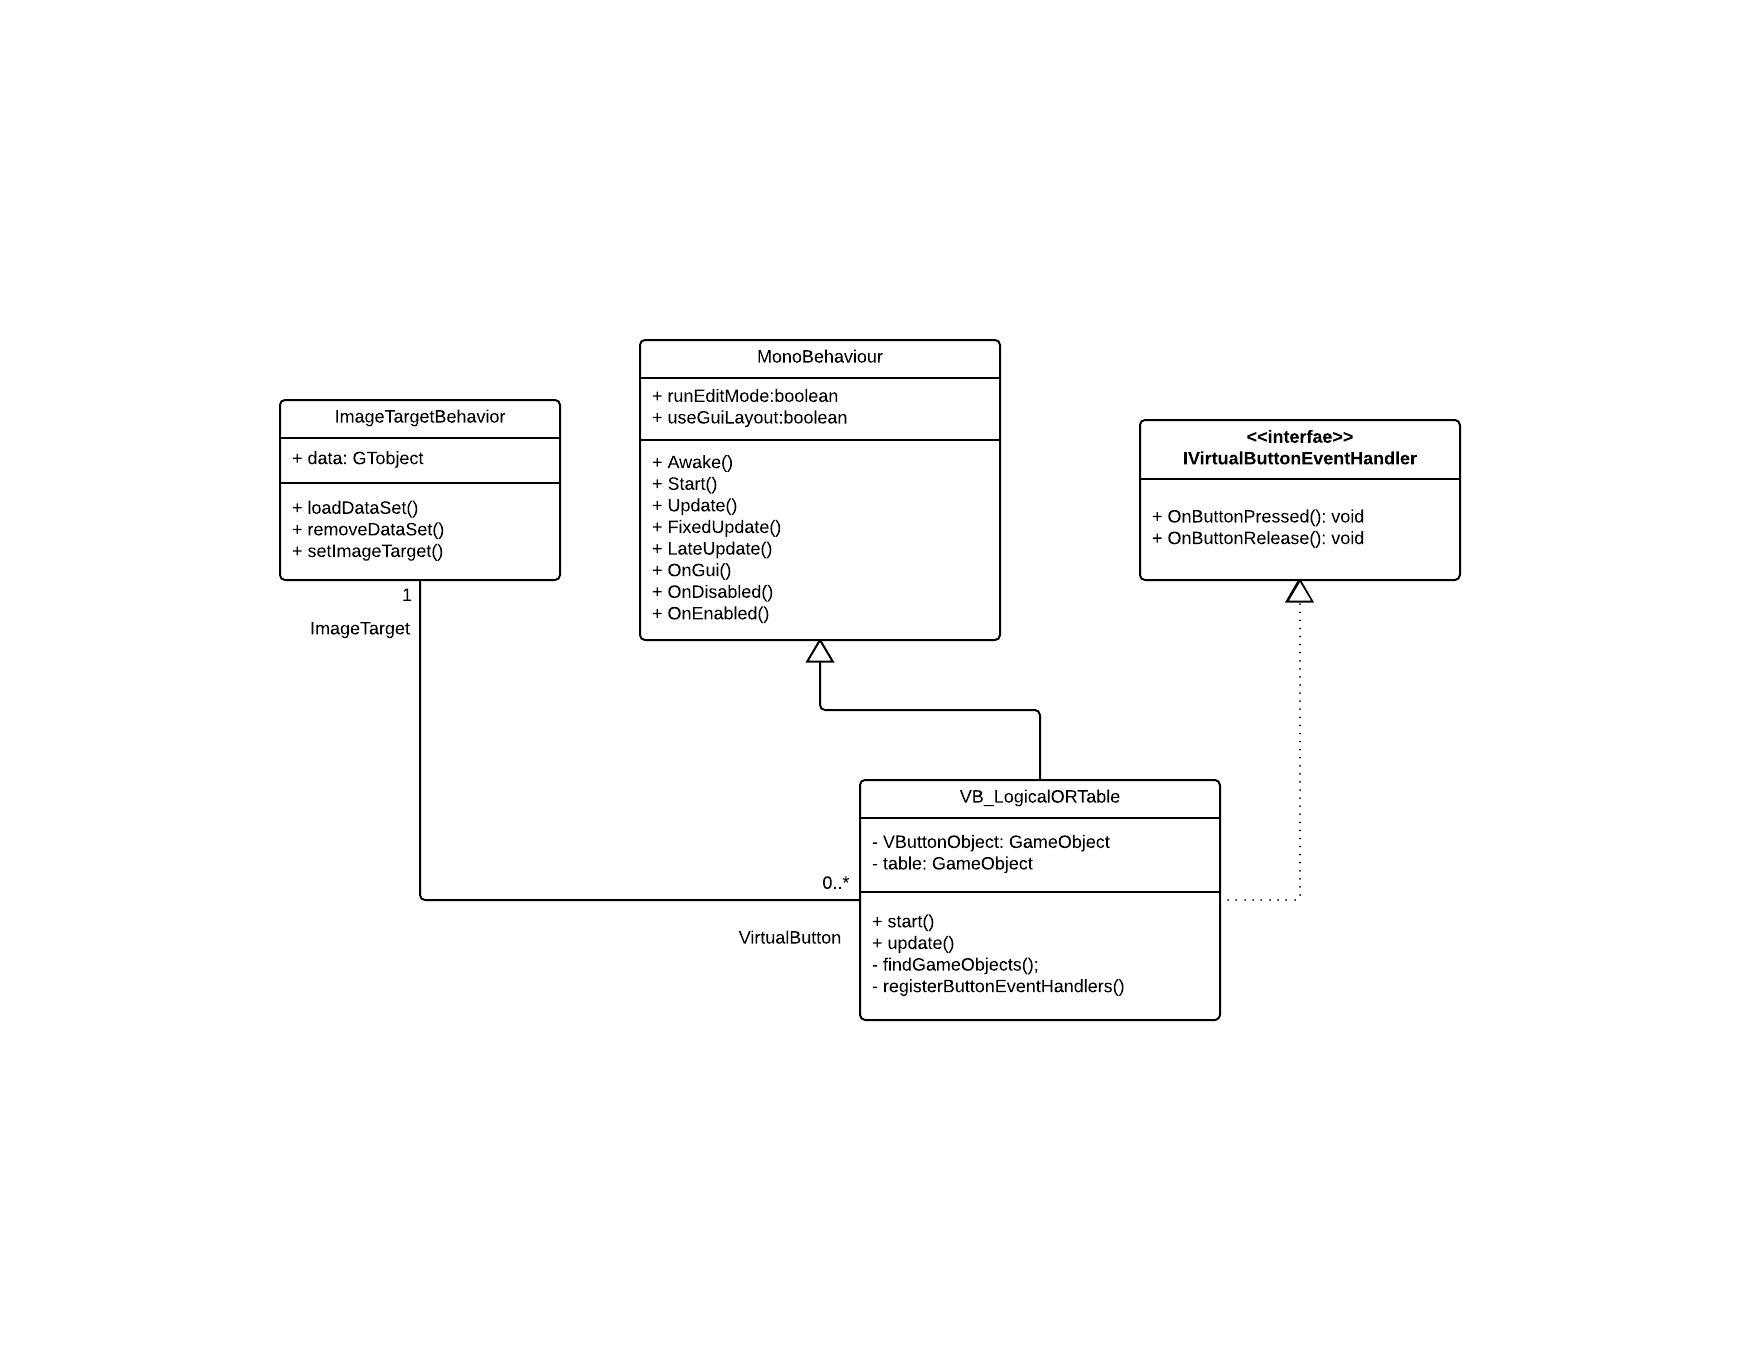 MonoBehaviour
+ runEditMode:boolean
+ useGuiLayout:boolean
+ Awake()
+ Start()
+ Update()
+ FixedUpdate()
+ LateUpdate()
+ OnGui()
+ OnDisabled()
+ OnEnabled()
ImageTargetBehavior
+ data: GTobject
+ loadDataSet()
+ removeDataSet()
+ setImageTarget()
<<interfae>>
IVirtualButtonEventHandler
+ OnButtonPressed(): void
+ OnButtonRelease(): void
1
ImageTarget
VB_LogicalORTable
- VButtonObject: GameObject
- table: GameObject
+ start()
+ update()
- findGameObjects();
- registerButtonEventHandlers()
0..*
VirtualButton